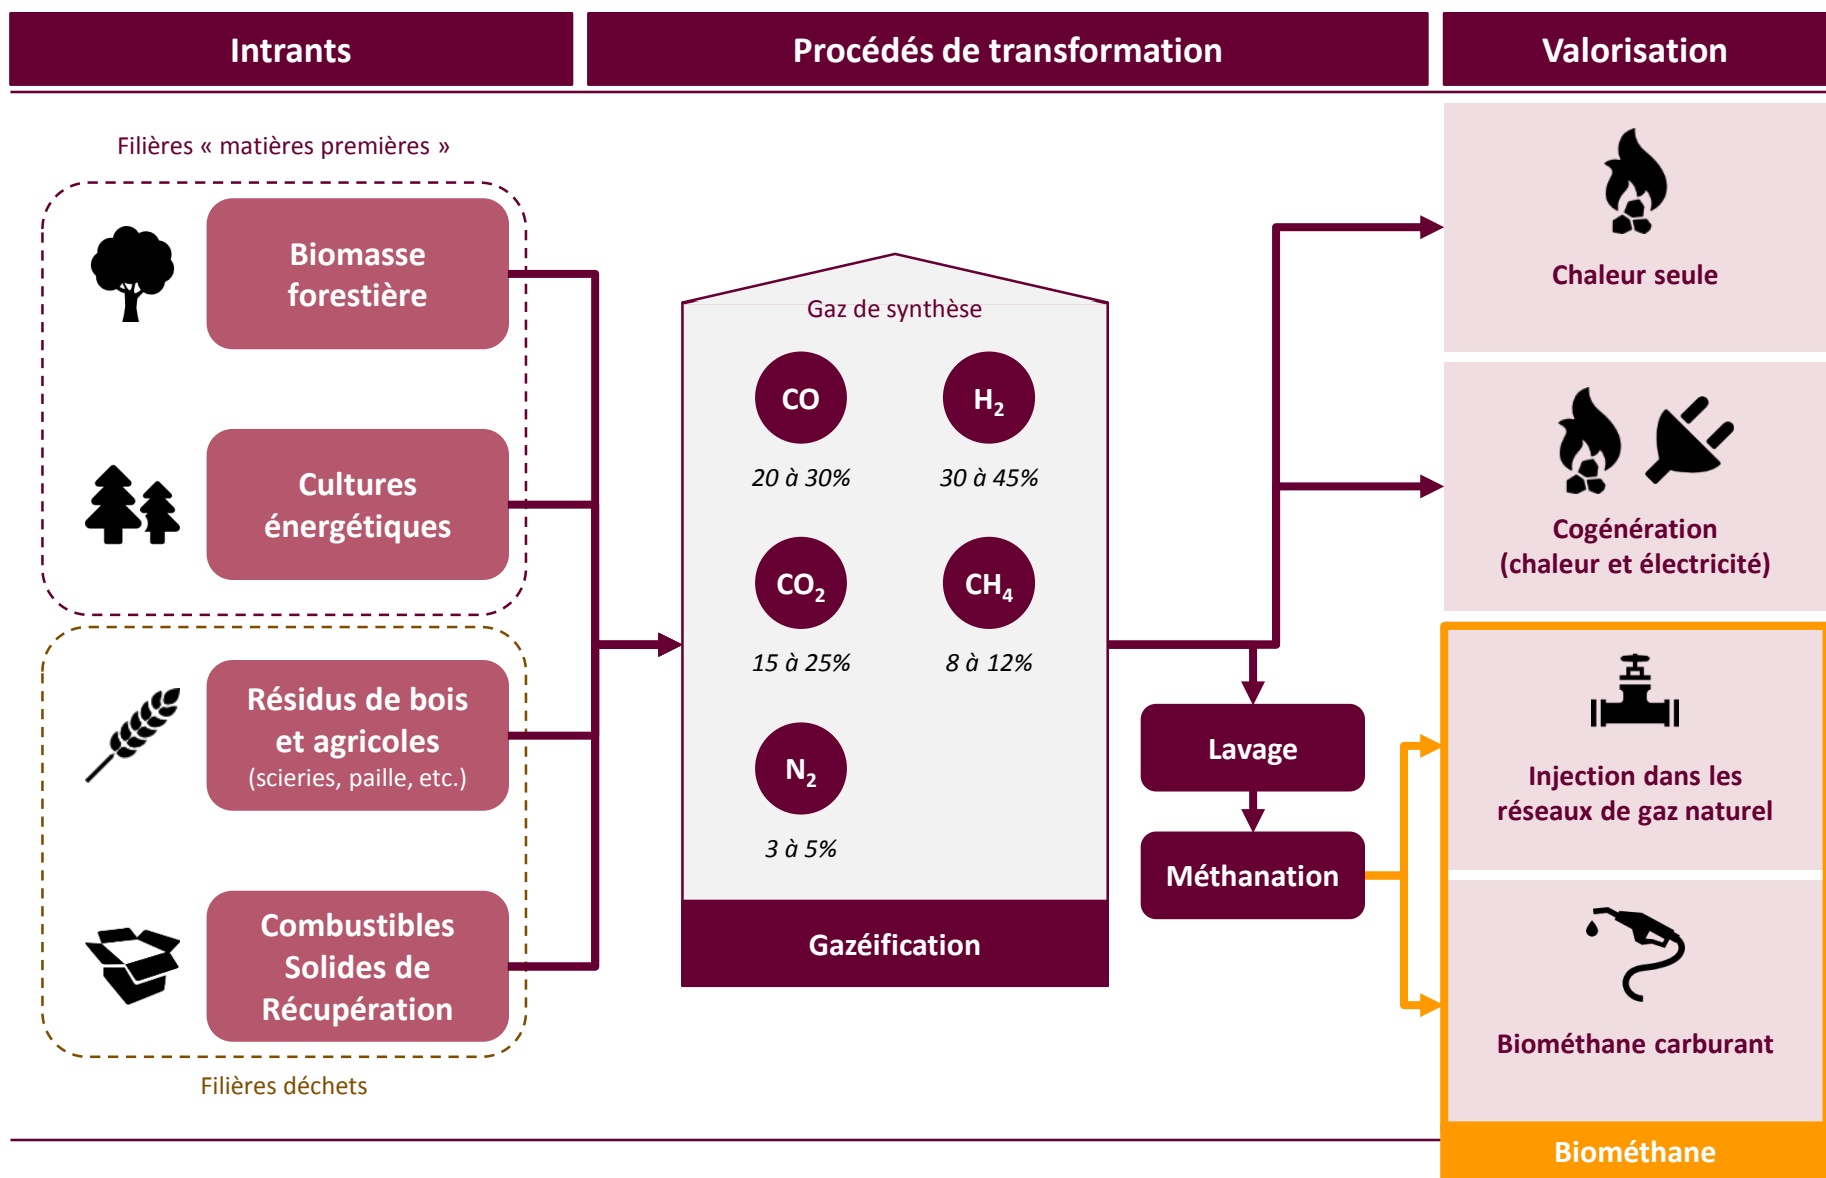 Intrants
Procédés de transformation
Valorisation
Filières « matières premières »
Biomasse
forestière
Cultures
énergétiques
Résidus de bois
et agricoles
(scieries, paille, etc.)
Combustibles
Solides de
Récupération
Filières déchets
Gaz de synthèse
CO
H₂
20 à 30%
30 à 45%
CO₂
CH₄
15 à 25%
8 à 12%
N₂
3 à 5%
Gazéification
Lavage
Méthanation
Chaleur seule
Cogénération
(chaleur et électricité)
Injection dans les
réseaux de gaz naturel
Biométhane carburant
Biométhane